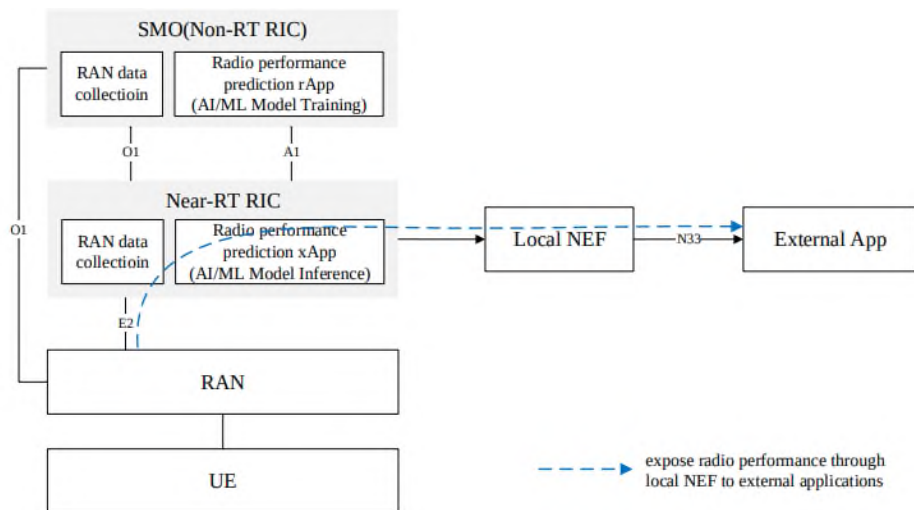 SMO(Non-RT RIC)
RAN data
collectioin
Radio performance
prediction rApp
(AI/ML Model Training)
O1
A1
O1
Near-RT RIC
RAN data
collectioin
Radio performance
prediction xApp
(AI/ML Model Inference)
Local NEF
N33
External App
E2
RAN
UE
expose radio performance through
local NEF to external applications